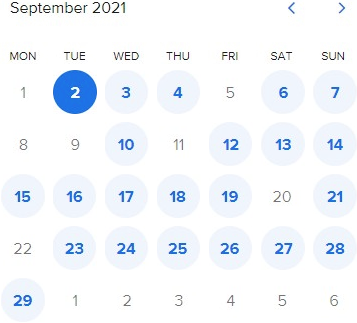 September 2021
MON TUE WED THU FRI SAT SUN
1 2 3 4 5 6 7
8 9 10 11 12 13 14
15 16 17 18 19 20 21
22 23 24 25 26 27 28
29 1 2 3 4 5 6